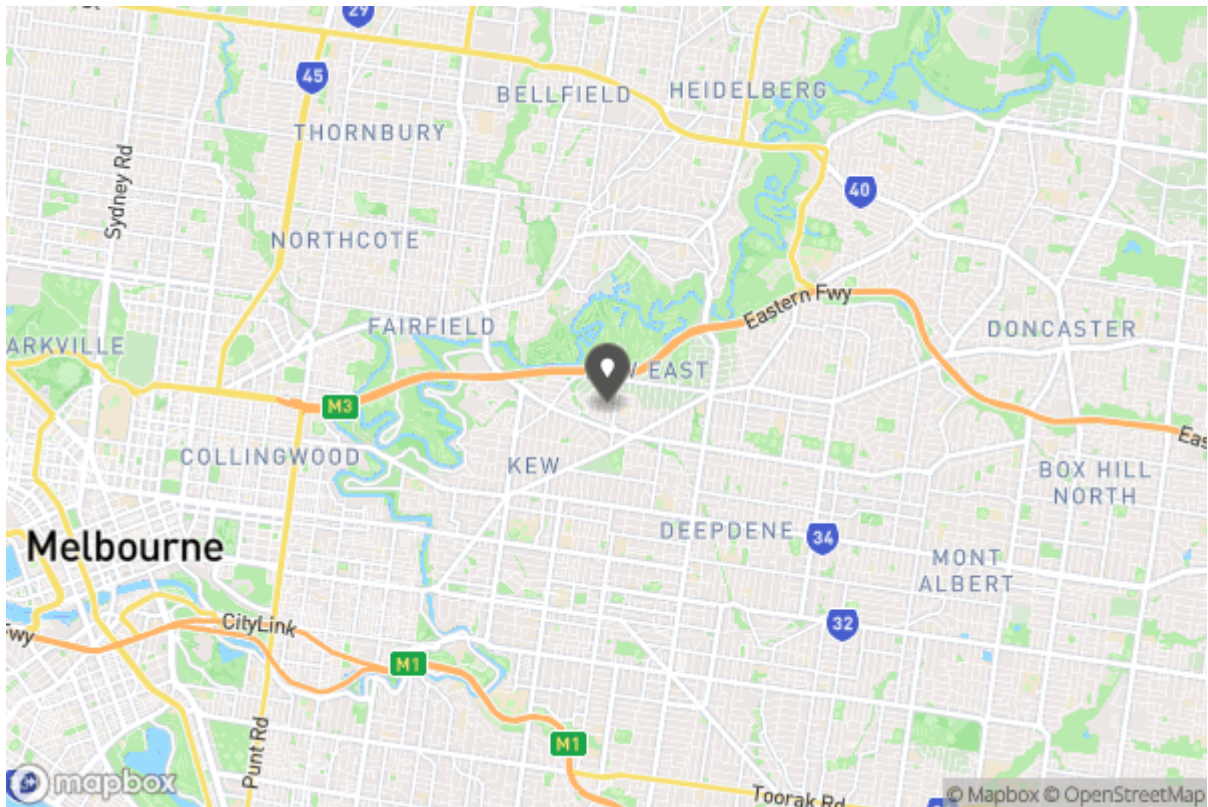 29
45
BELLFIELD
HEIDELBERG
THORNBURY
Sydney Rd
40
NORTHCOTE
Eastern Fwy
FAIRFIELD
DONCASTER
ARKVILLE
EAST
M3
COLLINGWOOD
KEW
BOX HILL
NORTH
DEEPDENE
34
Melbourne
MONT
ALBERT
CityLink
32
Fwy
M1
Punt Rd
M1
mapbox
Toorak Rd
© Mapbox © OpenStreetMap